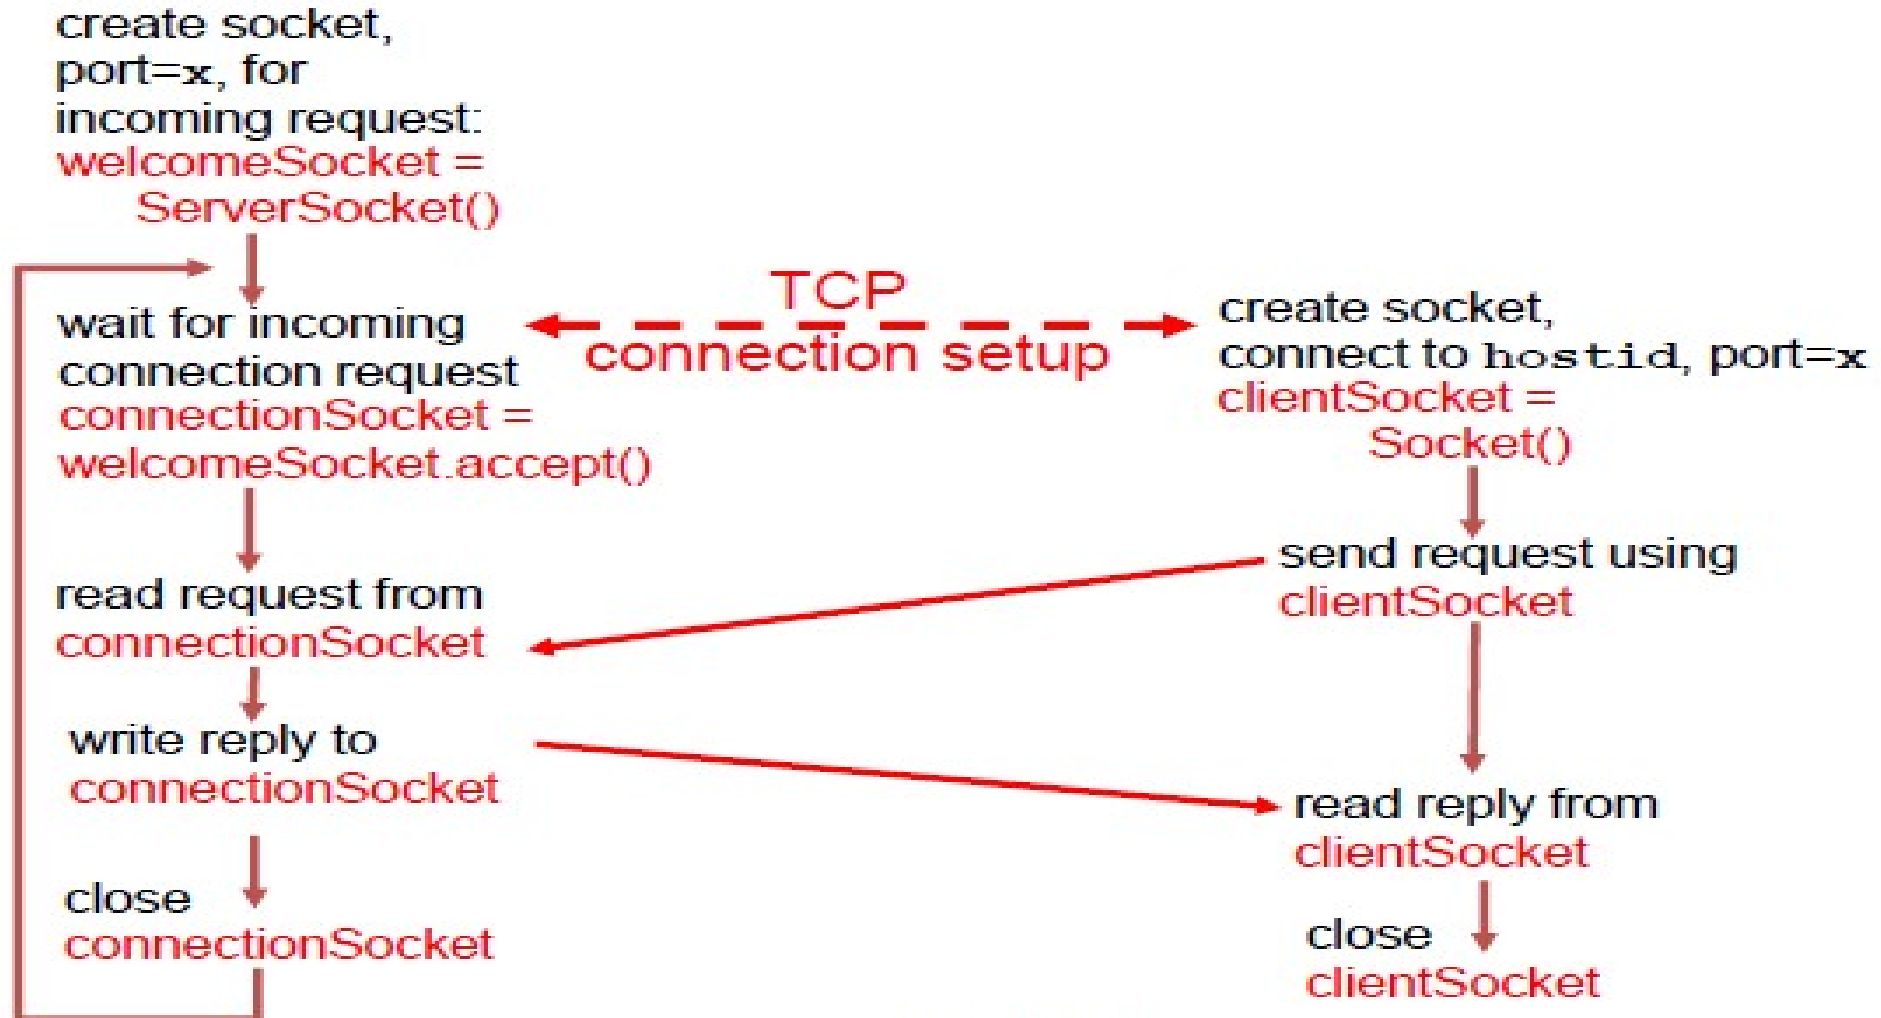 create socket,
port=x, for
incoming request:
welcomeSocket =
ServerSocket()
wait for incoming
connection request
connectionSocket =
welcomeSocket.accept()
read request from
connectionSocket
write reply to
connectionSocket
close
connectionSocket
TCP
connection setup
create socket,
connect to hostid, port=x
clientSocket =
Socket()
send request using
clientSocket
read reply from
clientSocket
close
clientSocket